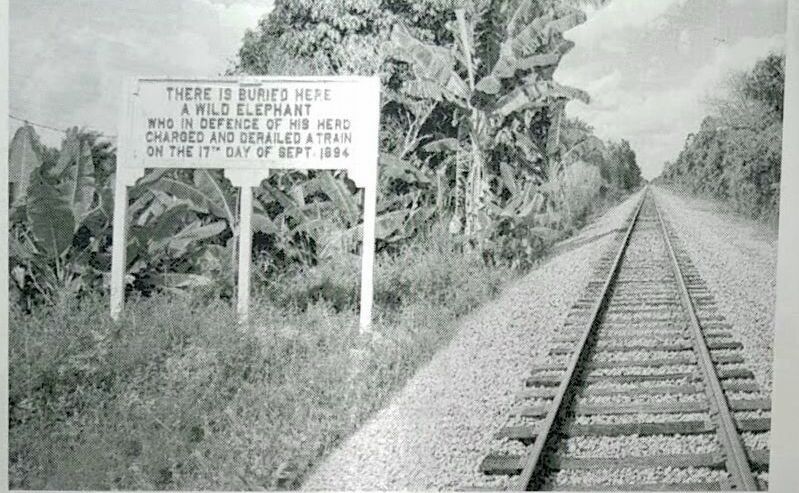 THERE IS BURIED HERE
A WILD ELEPHANT
WHO IN DEFENCE OF HIS HERD
CHARGED AND DERAILED A TRAIN
ON THE 17TH DAY OF SEPT. 1894